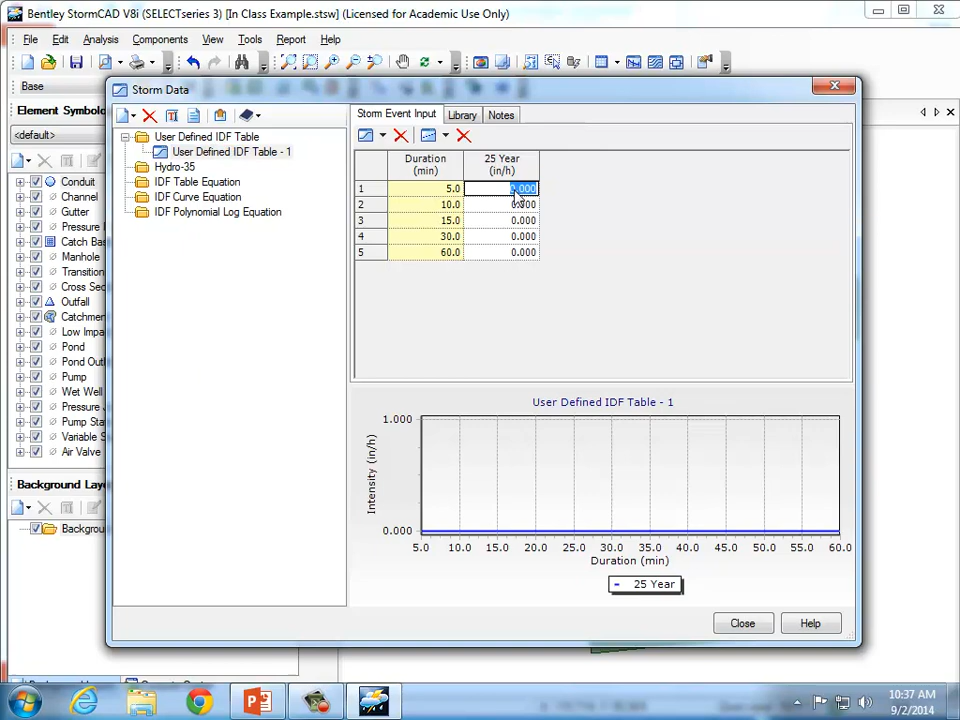 Bentley StormCAD V8i (SELECTseries 3) [In Class Example.stsw] (Licensed for Academic Use Only)
File Edit Analysis Components View Tools Report Help
Base
Storm Data
Element Symbolo
<default>
Conduit
Channel
Gutter
Pressure
Catch Ba
Manhole
Transition
Cross Sec
Outfall
Catchmer
Low Impa
Pond
Pond Outl
Pump
Wet Well
Pressure
Pump Sta
Variable S
Air Valve
Background Laye
Backgrou
User Defined IDF Table
User Defined IDF Table - 1
Hydro-35
IDF Table Equation
IDF Curve Equation
IDF Polynomial Log Equation
Storm Event Input Library Notes
Duration (min) 25 Year (in/h)
1 5.0 0.000
2 10.0 0.000
3 15.0 0.000
4 30.0 0.000
5 60.0 0.000
User Defined IDF Table - 1
1.000
Intensity (in/h)
0.000
5.0 10.0 15.0 20.0 25.0 30.0 35.0 40.0 45.0 50.0 55.0 60.0
Duration (min)
25 Year
Close Help
10:37 AM
9/2/2014